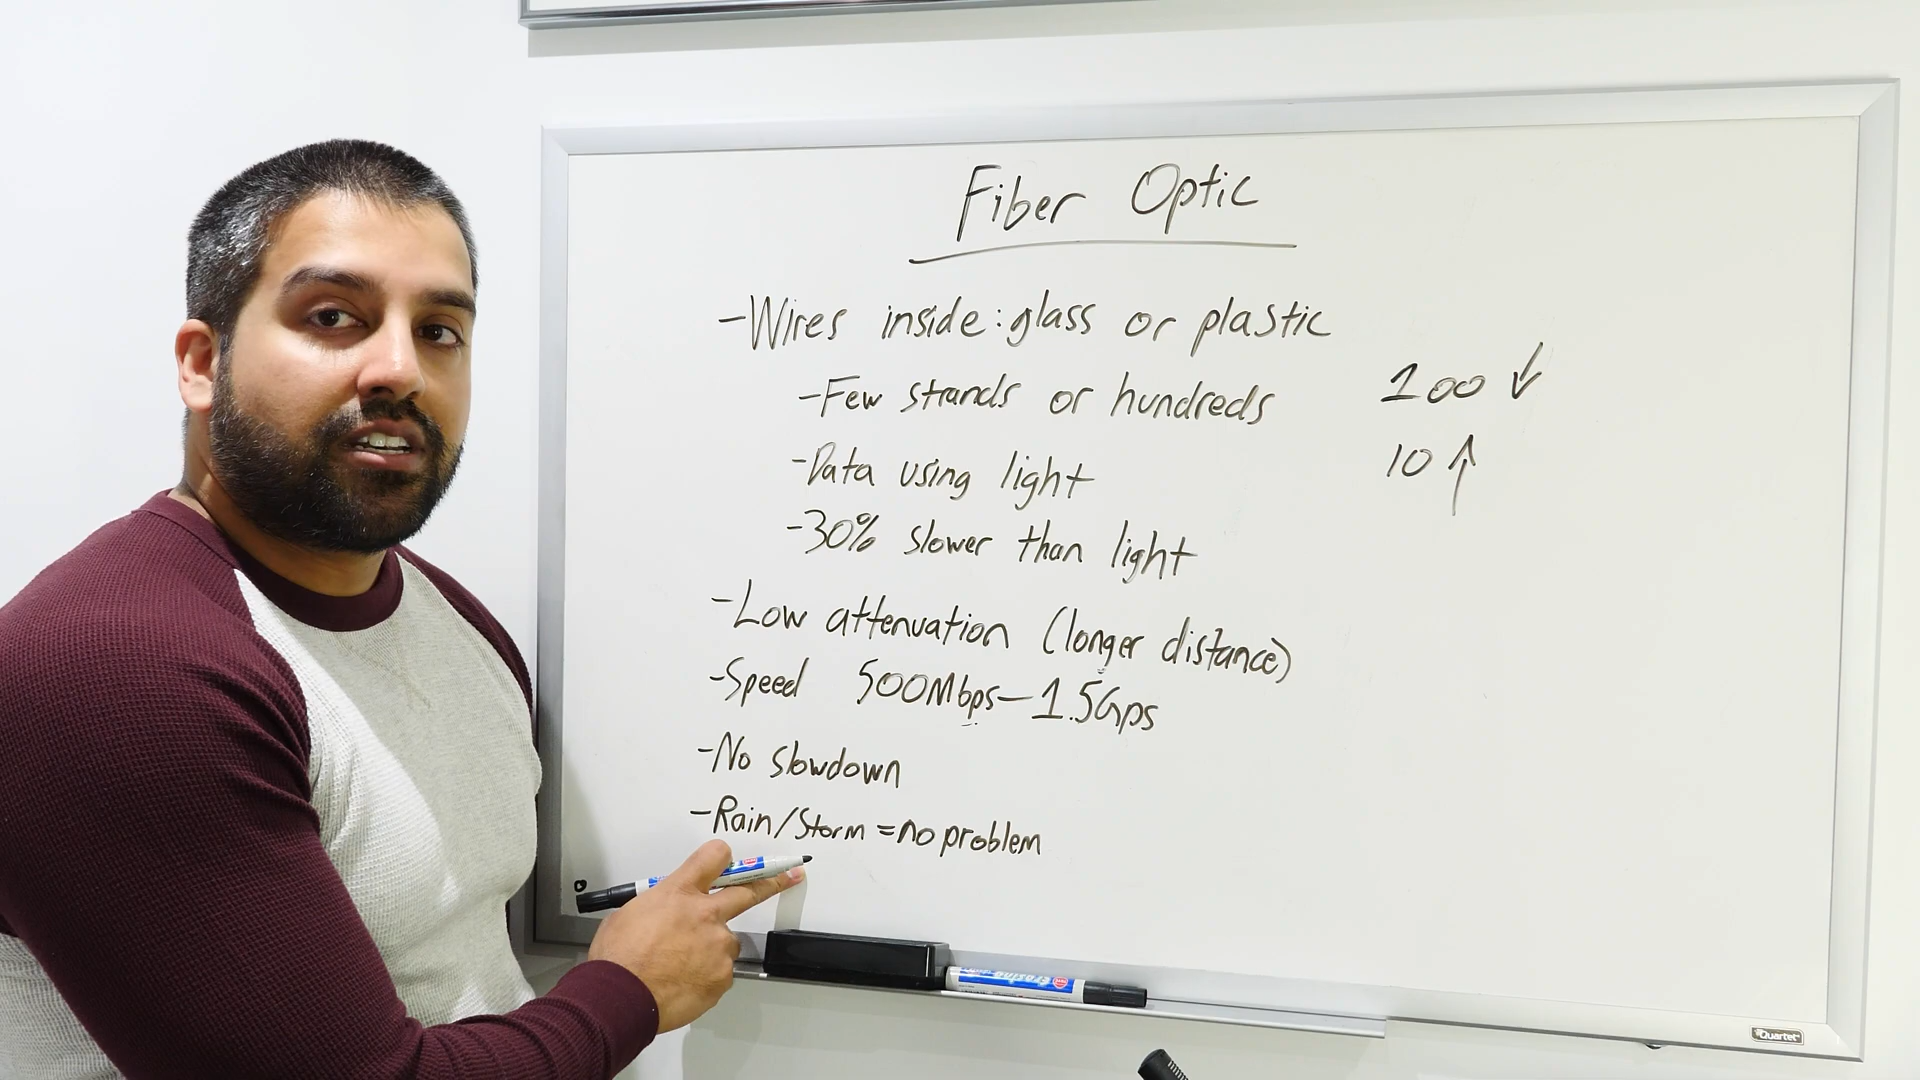 Fiber Optic
-Wires inside: glass or plastic
-Few strands or hundreds
100 ↓
-Data using light
10 ↑
-30% slower than light
-Low attenuation (longer distance)
-Speed 500Mbps-1.5Gps
-No slowdown
-Rain/Storm = no problem
Quartet